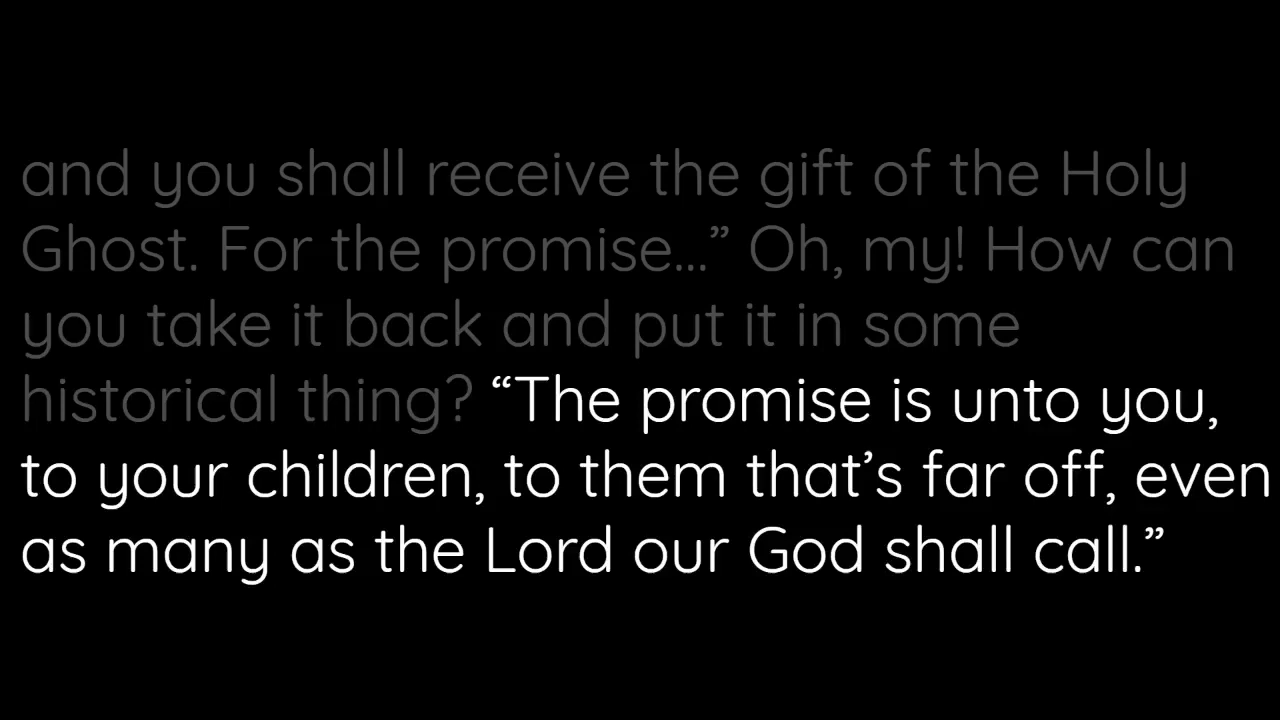 and you shall receive the gift of the Holy
Ghost. For the promise...” Oh, my! How can
you take it back and put it in some
historical thing? “The promise is unto you,
to your children, to them that’s far off, even
as many as the Lord our God shall call.”